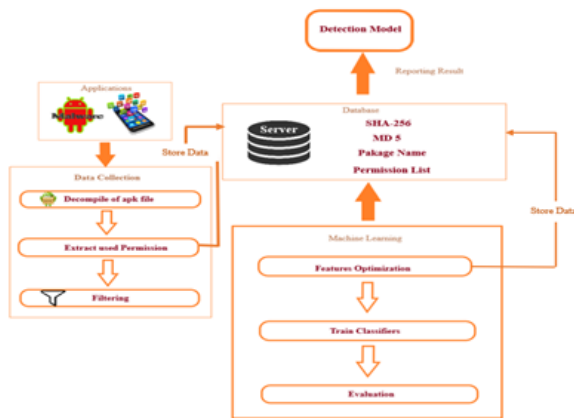 Detection Model
Reporting Result
Applications
Malware
Database
SHA-256
MD 5
Pakage Name
Permission List
Server
Store Data
Data Collection
Decompile of apk file
Extract used Permission
Filtering
Store Data
Machine Learning
Features Optimization
Train Classifiers
Evaluation